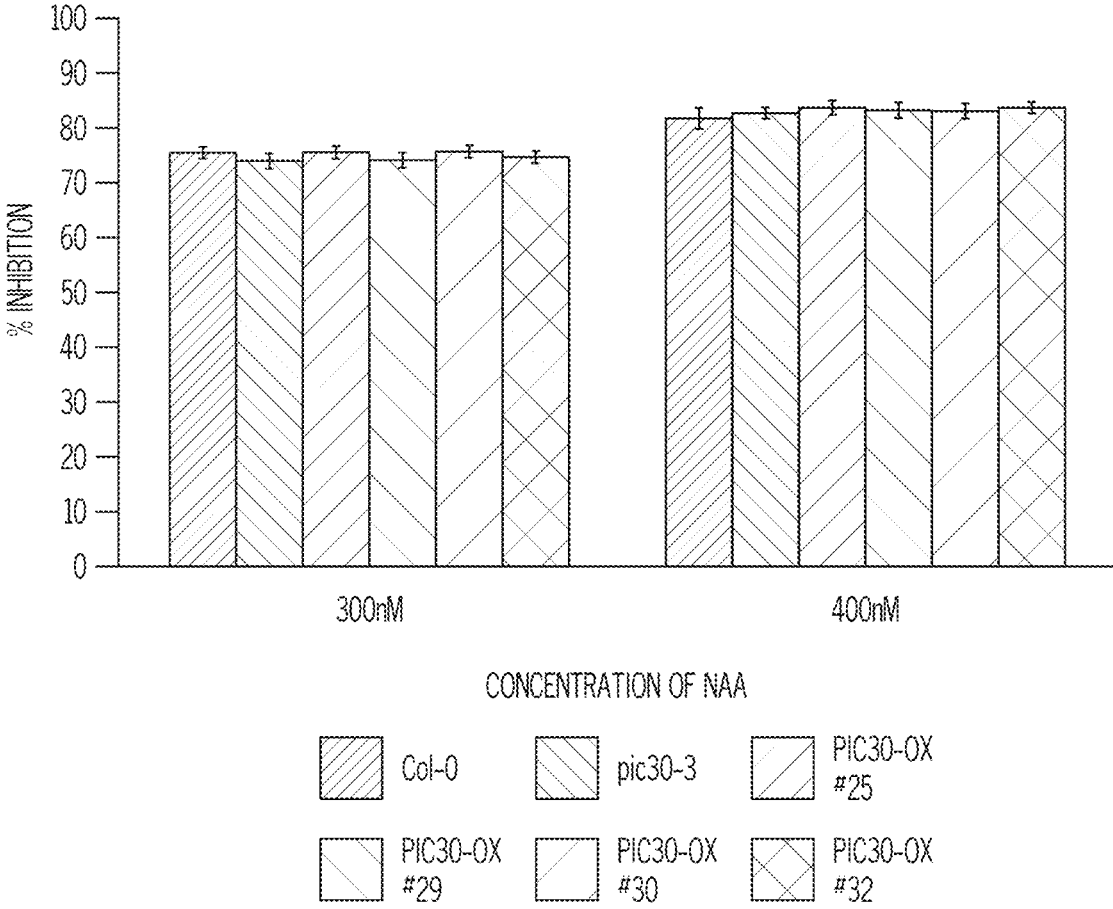 100
90
80
70
60
50
40
30
20
10
0
% INHIBITION
300nM
400nM
CONCENTRATION OF NAA
Col-0
pic30-3
PIC30-OX
#25
PIC30-OX
#29
PIC30-OX
#30
PIC30-OX
#32